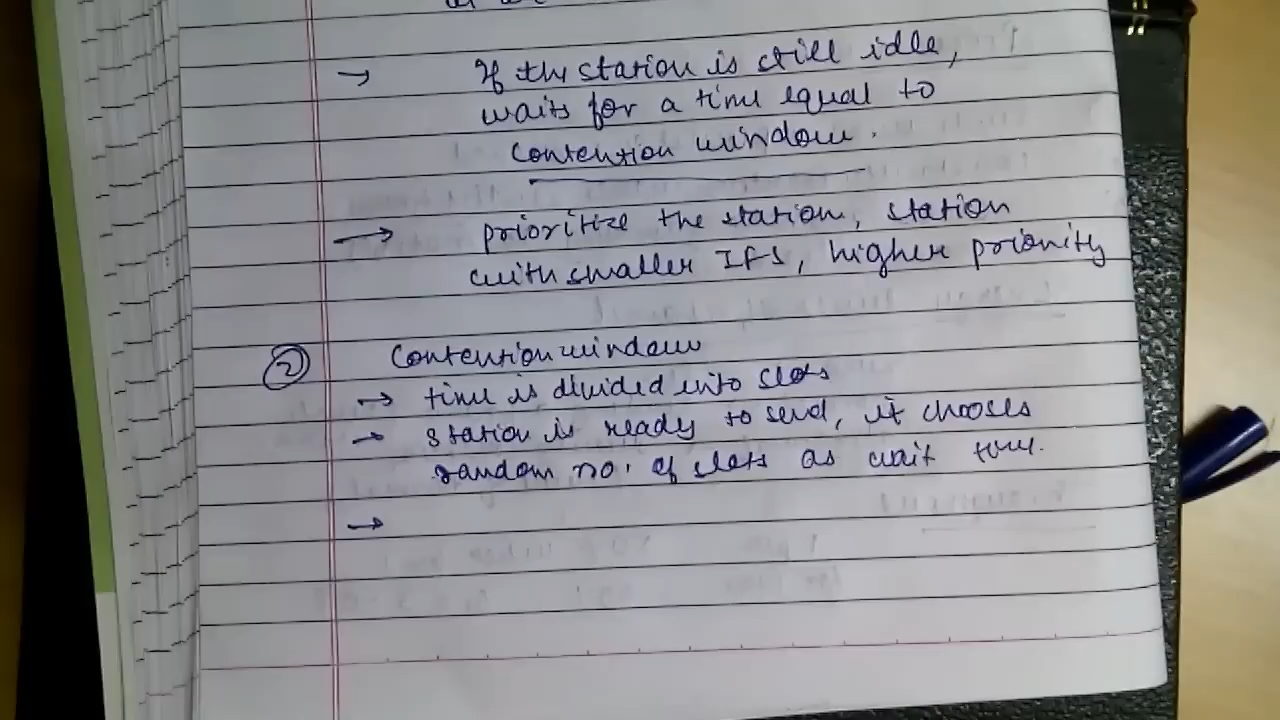 → If the station is still idle,
waits for a time equal to
contention window.
→ prioritize the station, station
with smaller IFS, higher priority
② Contention window
→ time is divided into slots
→ station is ready to send, it chooses
random no. of slots as wait time.
→